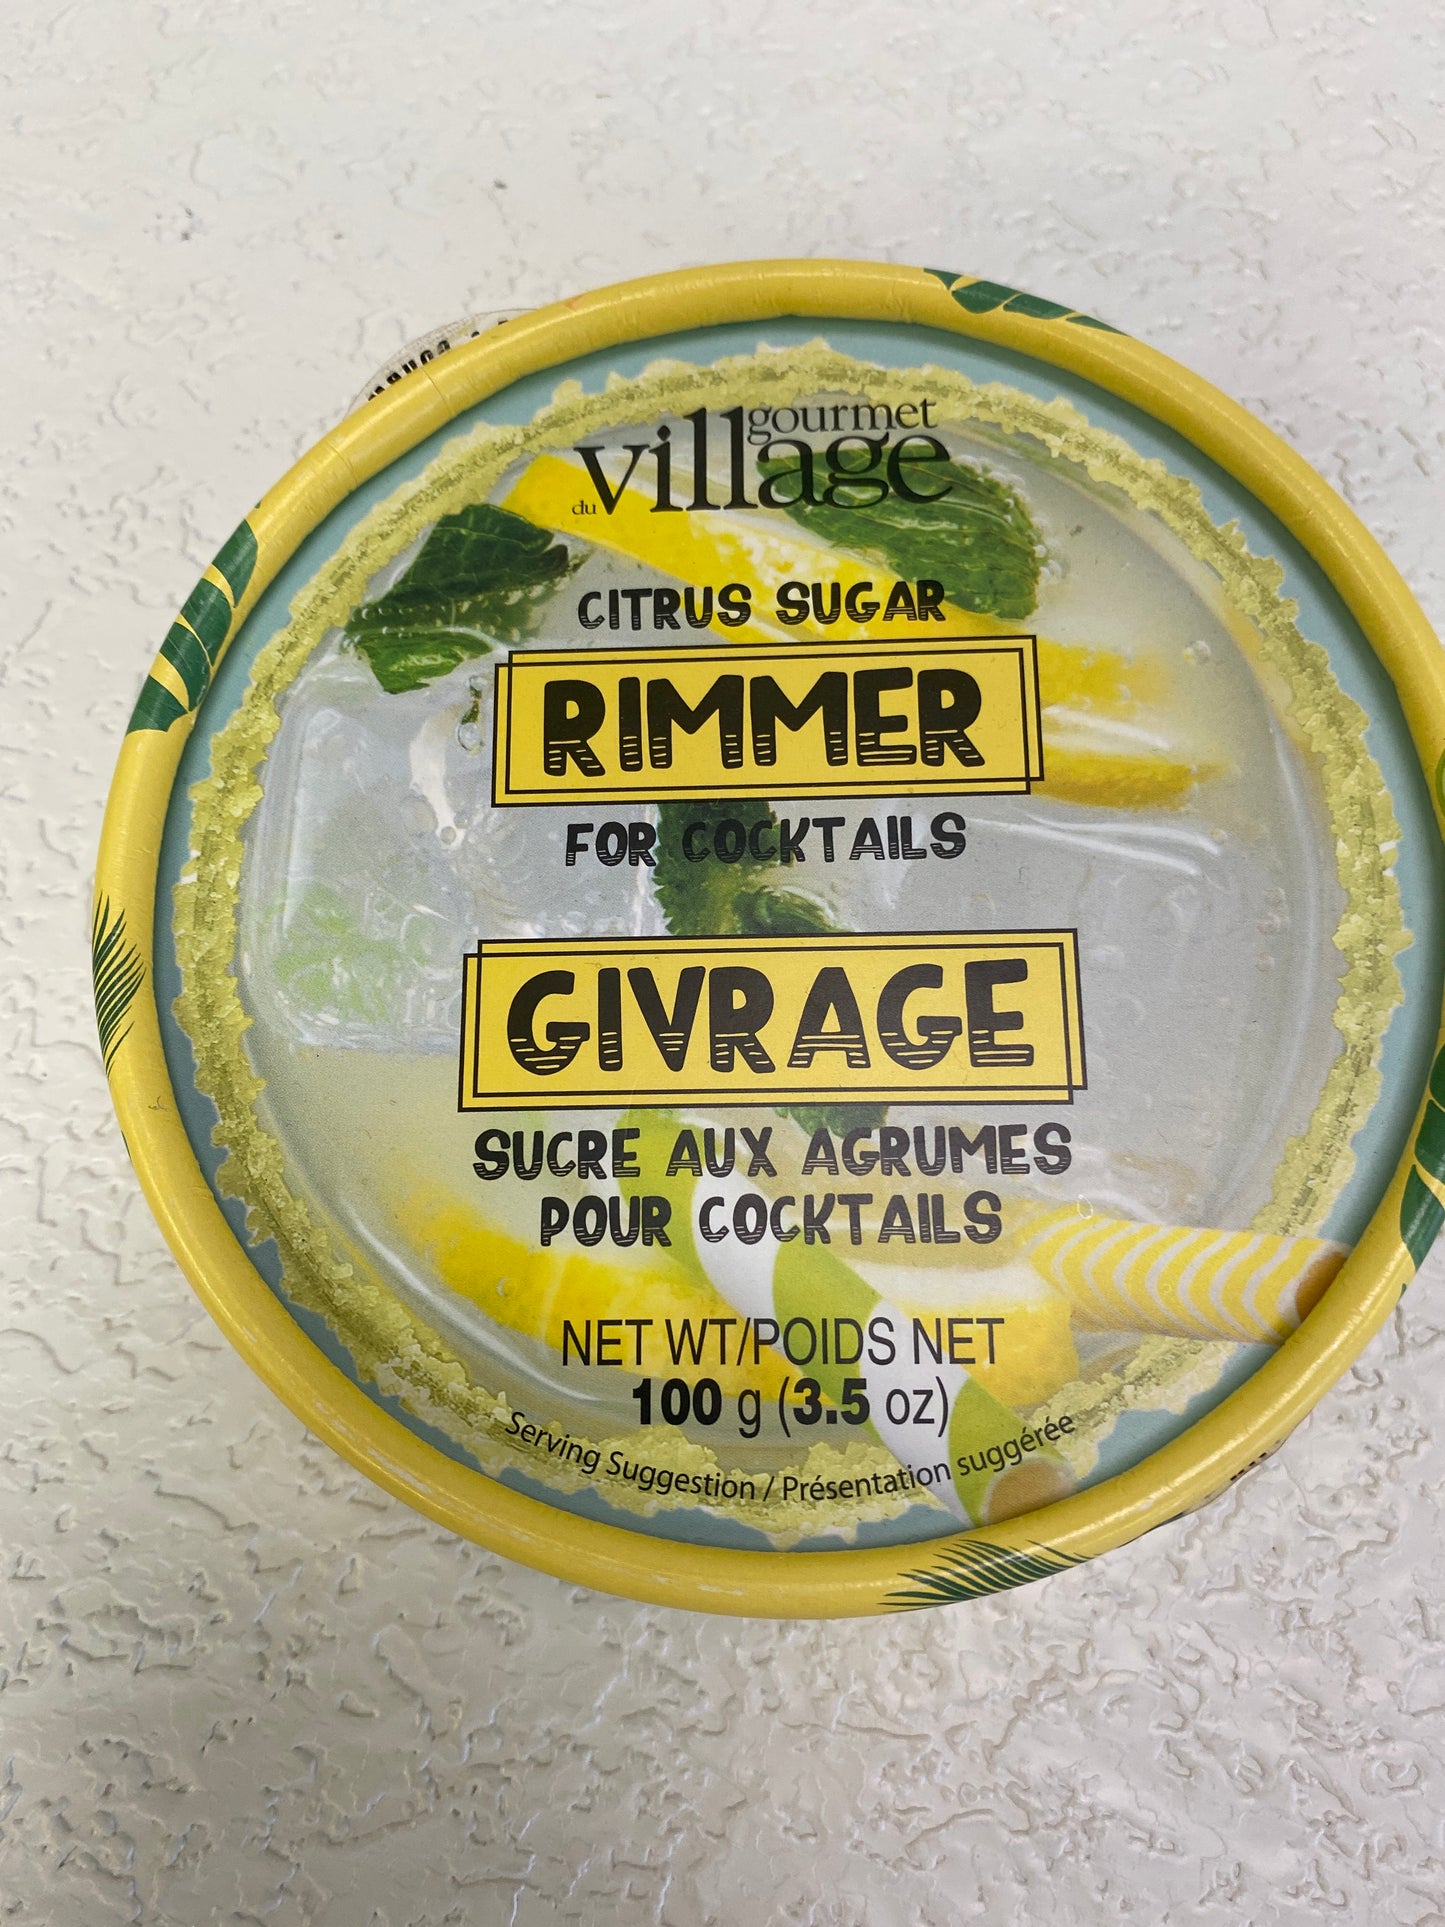 gourmet
du village
CITRUS SUGAR
RIMMER
FOR COCKTAILS
GIVRAGE
SUCRE AUX AGRUMES
POUR COCKTAILS
NET WT/POIDS NET
100 g (3.5 oz)
Serving Suggestion / Présentation suggérée